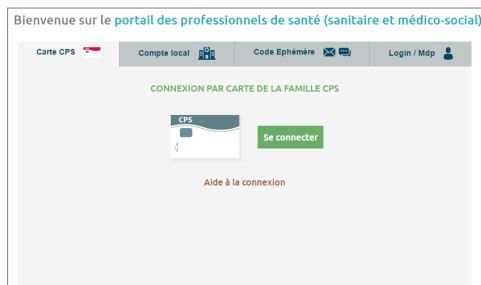 Bienvenue sur le portail des professionnels de santé (sanitaire et médico-social)
Carte CPS Compte local Code Ephémère Login / Mdp
CONNEXION PAR CARTE DE LA FAMILLE CPS
CPS
Se connecter
Aide à la connexion